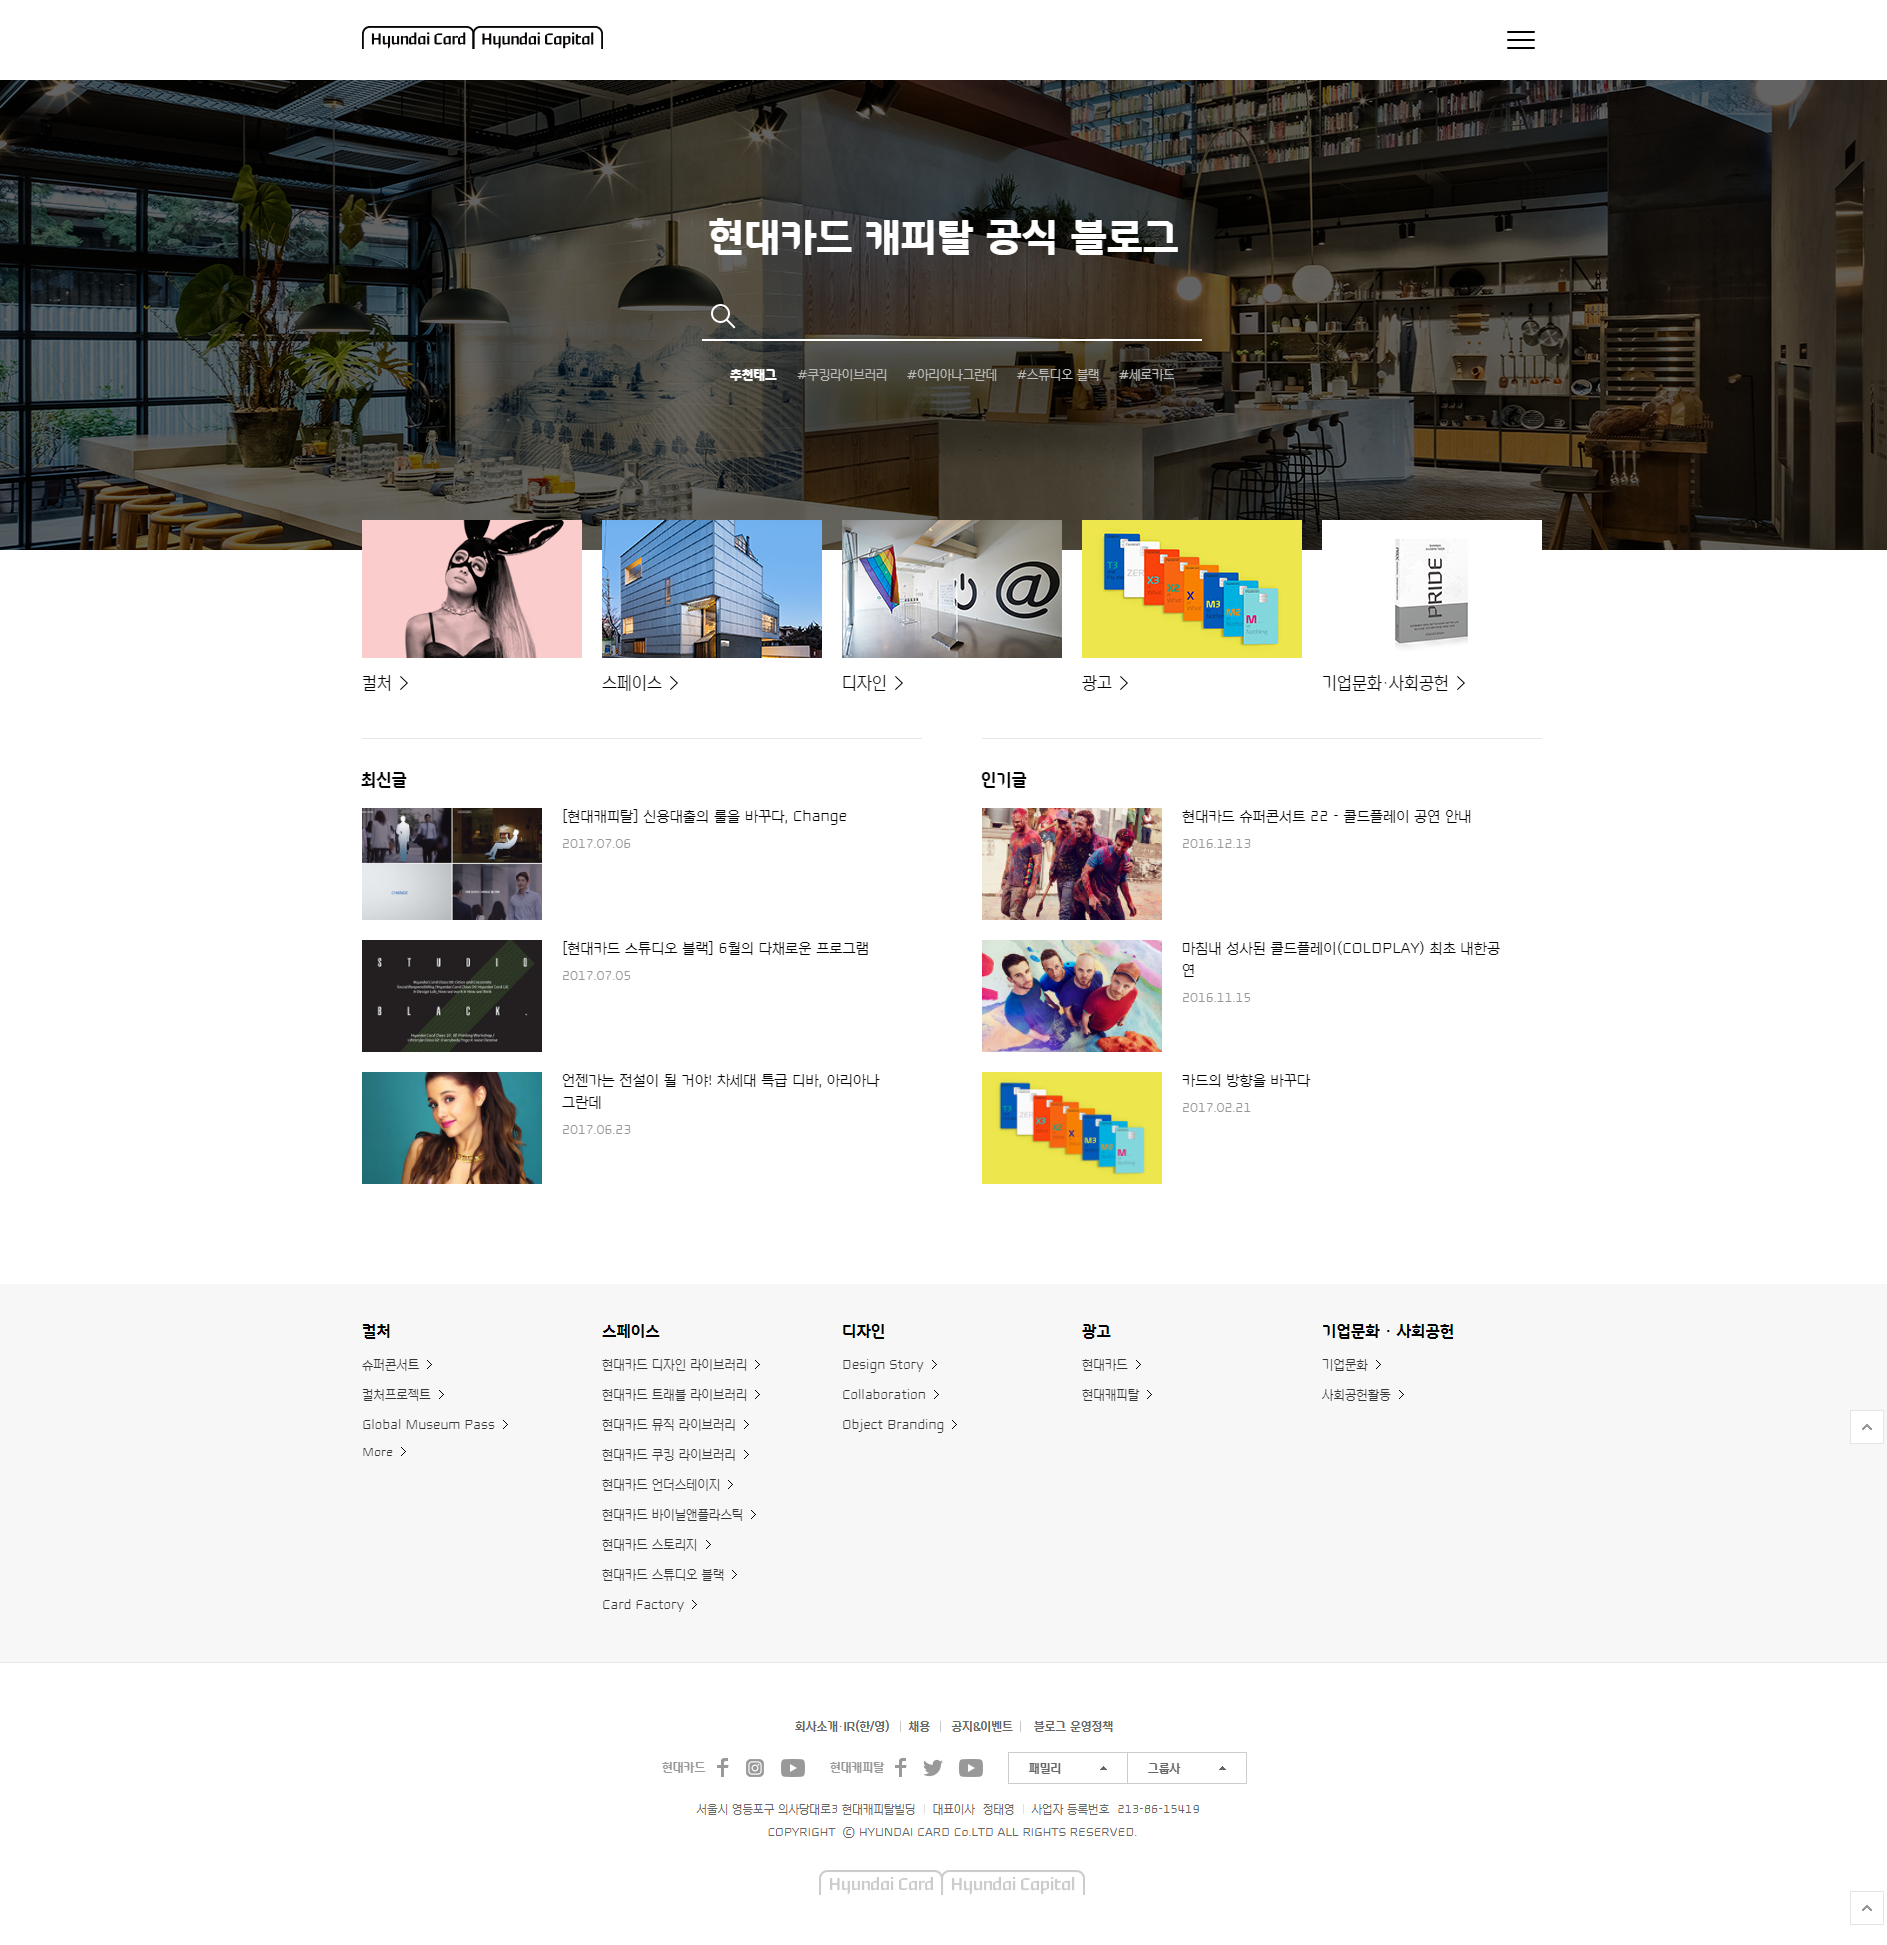 Hyundai Card Hyundai Capital
현대카드 캐피탈 공식 블로그
추천태그 #쿠킹라이브러리 #아리아나그란데 #스튜디오 블랙 #세로카드
T3 ZERO X3 X2 X M3 M2 M
PRIDE
컬처
스페이스
디자인
광고
기업문화·사회공헌
최신글
CHANGE
[현대캐피탈] 신용대출의 룰을 바꾸다, Change
2017.07.06
STUDIO
BLACK.
[현대카드 스튜디오 블랙] 6월의 다채로운 프로그램
2017.07.05
언젠가는 전설이 될 거야! 차세대 특급 디바, 아리아나
그란데
2017.06.23
인기글
현대카드 슈퍼콘서트 22 - 콜드플레이 공연 안내
2016.12.13
마침내 성사된 콜드플레이(COLDPLAY) 최초 내한공
연
2016.11.15
카드의 방향을 바꾸다
2017.02.21
컬처
슈퍼콘서트
컬처프로젝트
Global Museum Pass
More
스페이스
현대카드 디자인 라이브러리
현대카드 트래블 라이브러리
현대카드 뮤직 라이브러리
현대카드 쿠킹 라이브러리
현대카드 언더스테이지
현대카드 바이닐앤플라스틱
현대카드 스토리지
현대카드 스튜디오 블랙
Card Factory
디자인
Design Story
Collaboration
Object Branding
광고
현대카드
현대캐피탈
기업문화 · 사회공헌
기업문화
사회공헌활동
회사소개·IR(한/영) 채용 공지&이벤트 블로그 운영정책
현대카드 현대캐피탈 패밀리 그룹사
서울시 영등포구 의사당대로3 현대캐피탈빌딩 대표이사 정태영 사업자 등록번호 213-86-15419
COPYRIGHT ⓒ HYUNDAI CARD Co.LTD ALL RIGHTS RESERVED.
Hyundai Card Hyundai Capital